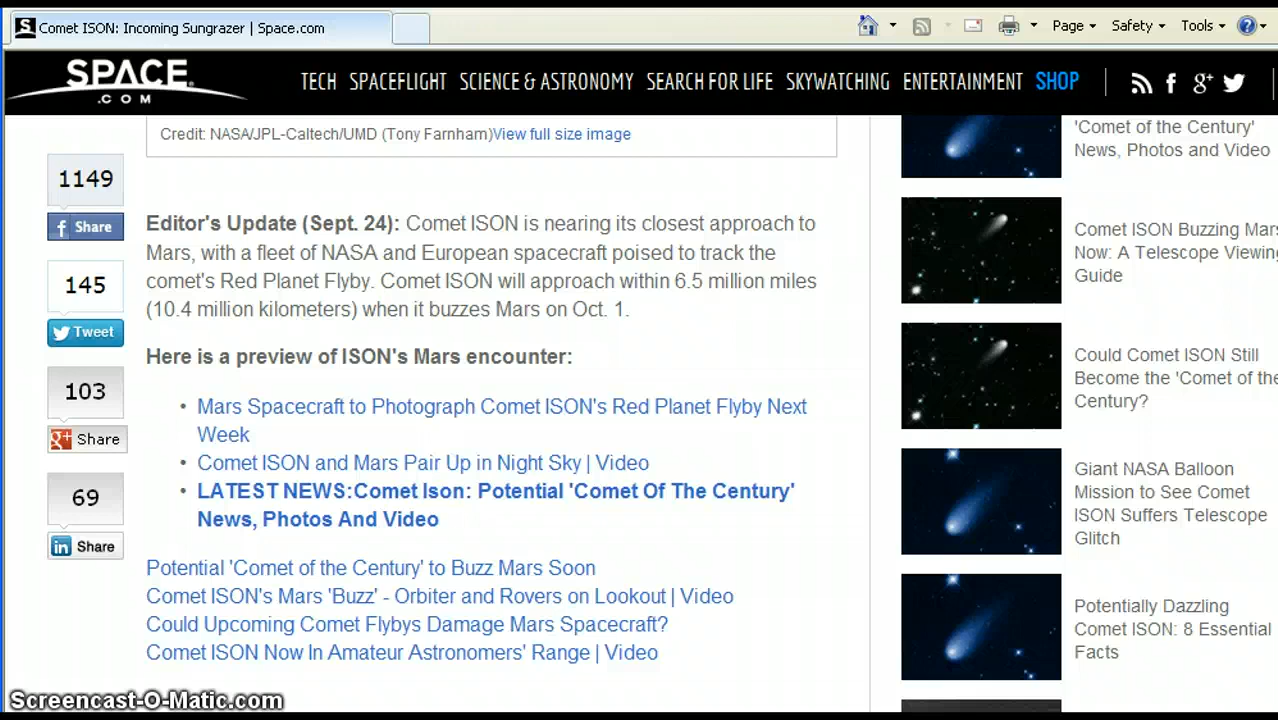 Comet ISON: Incoming Sungrazer | Space.com
Page
Safety
Tools
SPACE
.COM
TECH SPACEFLIGHT SCIENCE & ASTRONOMY SEARCH FOR LIFE SKYWATCHING ENTERTAINMENT SHOP
Credit: NASA/JPL-Caltech/UMD (Tony Farnham)View full size image
1149
Share
145
Tweet
103
Share
69
Share
Editor's Update (Sept. 24): Comet ISON is nearing its closest approach to
Mars, with a fleet of NASA and European spacecraft poised to track the
comet's Red Planet Flyby. Comet ISON will approach within 6.5 million miles
(10.4 million kilometers) when it buzzes Mars on Oct. 1.
Here is a preview of ISON's Mars encounter:
• Mars Spacecraft to Photograph Comet ISON's Red Planet Flyby Next
Week
• Comet ISON and Mars Pair Up in Night Sky | Video
• LATEST NEWS:Comet Ison: Potential 'Comet Of The Century'
News, Photos And Video
Potential 'Comet of the Century' to Buzz Mars Soon
Comet ISON's Mars 'Buzz' - Orbiter and Rovers on Lookout | Video
Could Upcoming Comet Flybys Damage Mars Spacecraft?
Comet ISON Now In Amateur Astronomers' Range | Video
'Comet of the Century'
News, Photos and Video
Comet ISON Buzzing Mars
Now: A Telescope Viewing
Guide
Could Comet ISON Still
Become the 'Comet of the
Century?
Giant NASA Balloon
Mission to See Comet
ISON Suffers Telescope
Glitch
Potentially Dazzling
Comet ISON: 8 Essential
Facts
Screencast-O-Matic.com